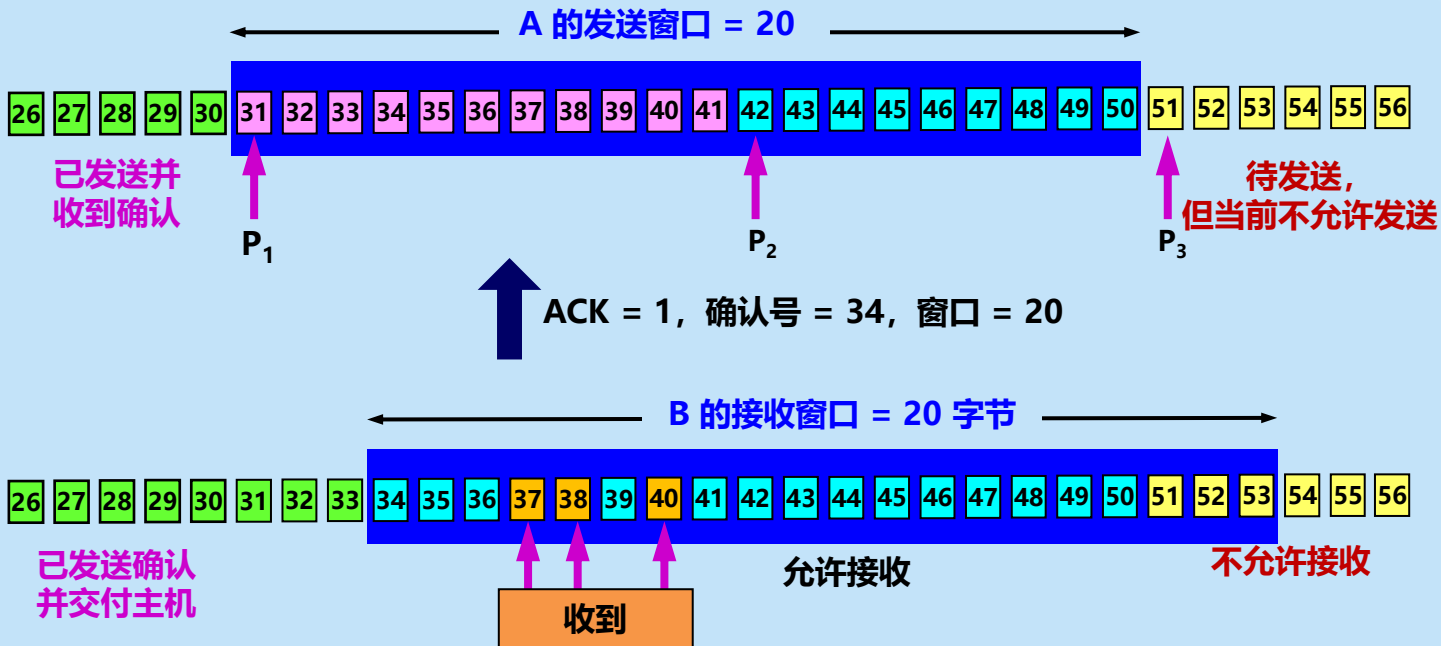 A 的发送窗口 = 20
26 27 28 29 30 31 32 33 34 35 36 37 38 39 40 41 42 43 44 45 46 47 48 49 50 51 52 53 54 55 56
已发送并
收到确认
待发送，
但当前不允许发送
P1 P2 P3
ACK = 1，确认号 = 34，窗口 = 20
B 的接收窗口 = 20 字节
26 27 28 29 30 31 32 33 34 35 36 37 38 39 40 41 42 43 44 45 46 47 48 49 50 51 52 53 54 55 56
已发送确认
并交付主机
允许接收
不允许接收
收到